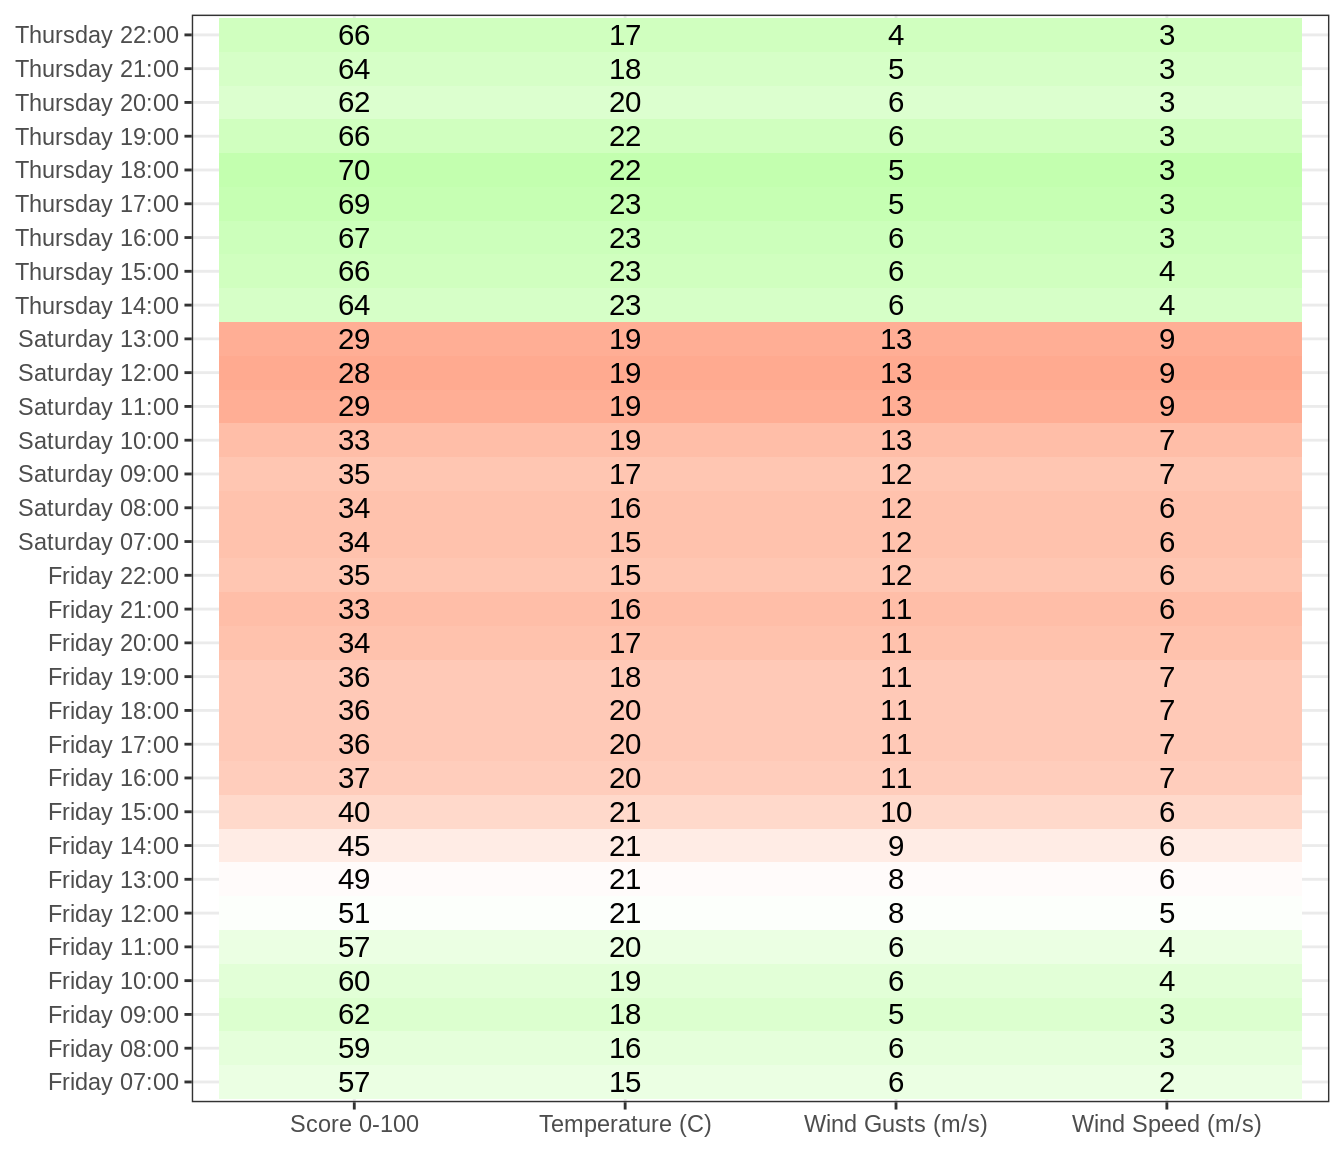 Thursday 22:00 66 17 4 3
Thursday 21:00 64 18 5 3
Thursday 20:00 62 20 6 3
Thursday 19:00 66 22 6 3
Thursday 18:00 70 22 5 3
Thursday 17:00 69 23 5 3
Thursday 16:00 67 23 6 3
Thursday 15:00 66 23 6 4
Thursday 14:00 64 23 6 4
Saturday 13:00 29 19 13 9
Saturday 12:00 28 19 13 9
Saturday 11:00 29 19 13 9
Saturday 10:00 33 19 13 7
Saturday 09:00 35 17 12 7
Saturday 08:00 34 16 12 6
Saturday 07:00 34 15 12 6
Friday 22:00 35 15 12 6
Friday 21:00 33 16 11 6
Friday 20:00 34 17 11 7
Friday 19:00 36 18 11 7
Friday 18:00 36 20 11 7
Friday 17:00 36 20 11 7
Friday 16:00 37 20 11 7
Friday 15:00 40 21 10 6
Friday 14:00 45 21 9 6
Friday 13:00 49 21 8 6
Friday 12:00 51 21 8 5
Friday 11:00 57 20 6 4
Friday 10:00 60 19 6 4
Friday 09:00 62 18 5 3
Friday 08:00 59 16 6 3
Friday 07:00 57 15 6 2
Score 0-100 Temperature (C) Wind Gusts (m/s) Wind Speed (m/s)